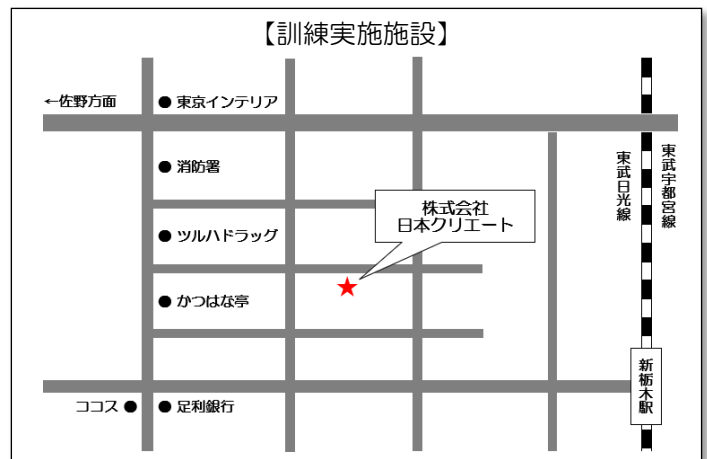 【訓練実施施設】
←佐野方面
● 東京インテリア
● 消防署
東武日光線
東武宇都宮線
株式会社
日本クリエート
● ツルハドラッグ
● かつはな亭
新栃木駅
ココス ●
● 足利銀行